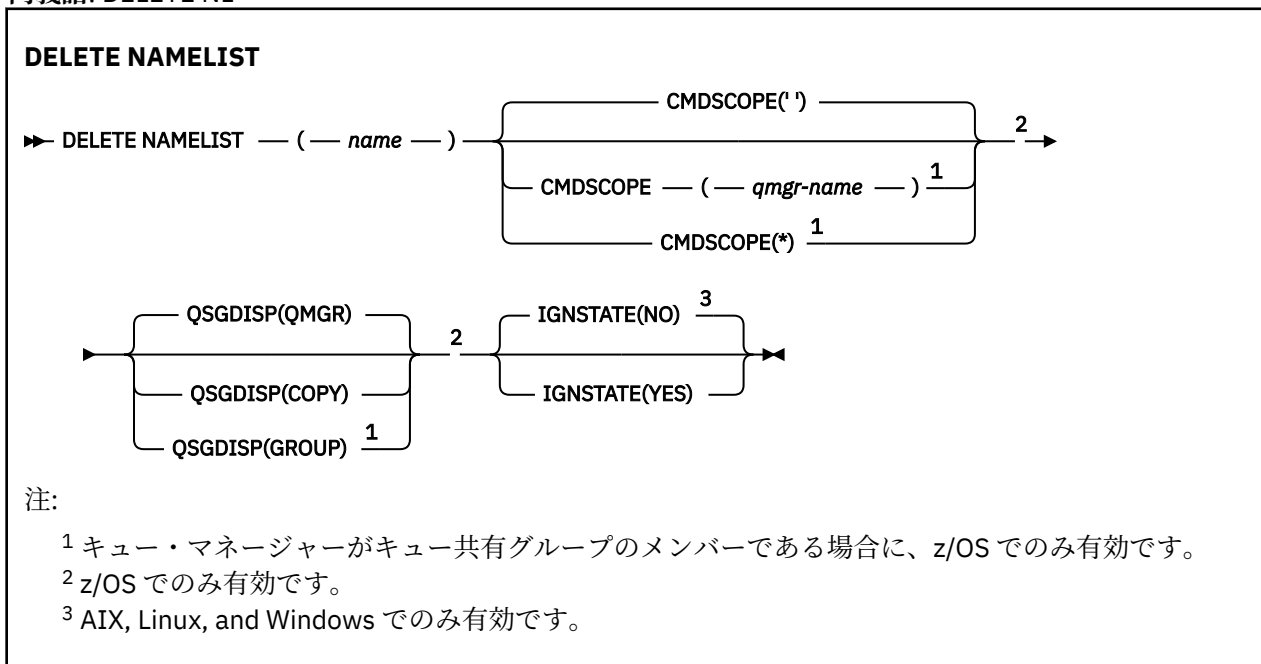 DELETE NAMELIST
CMDSCOPE(' ')
DELETE NAMELIST ( name ) 2
CMDSCOPE ( qmgr-name ) 1
CMDSCOPE(*) 1
QSGDISP(QMGR) 2 IGNSTATE(NO) 3
QSGDISP(COPY) IGNSTATE(YES)
QSGDISP(GROUP) 1
注:
1 キュー・マネージャーがキュー共有グループのメンバーである場合に、z/OS でのみ有効です。
2 z/OS でのみ有効です。
3 AIX, Linux, and Windows でのみ有効です。